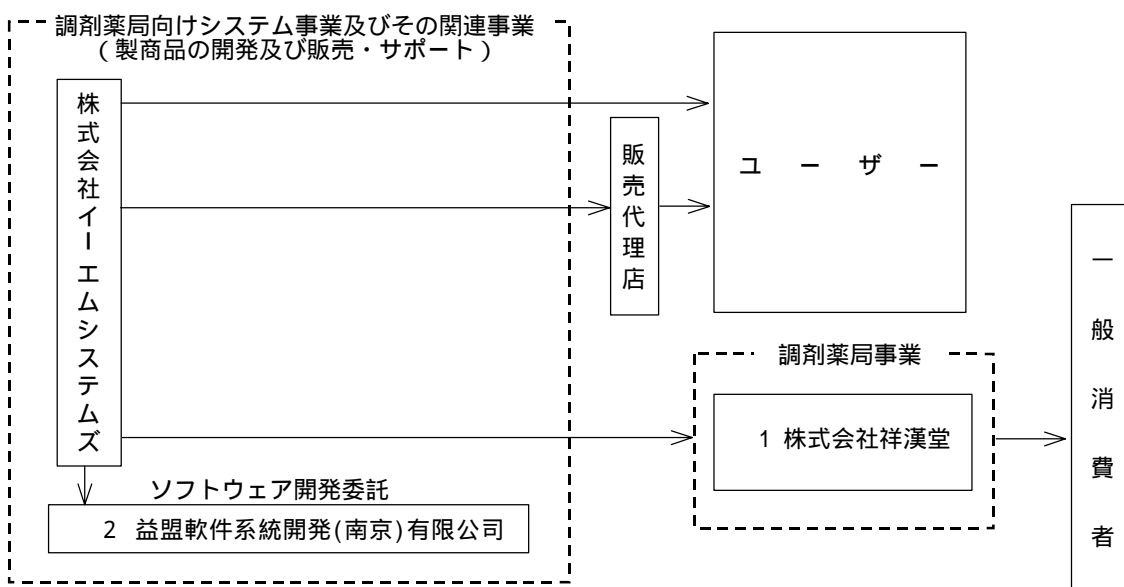 調剤薬局向けシステム事業及びその関連事業
(製商品の開発及び販売・サポート)
株式会社イーエムシステムズ
販売代理店
ユーザー
一般消費者
調剤薬局事業
1 株式会社祥漢堂
ソフトウェア開発委託
2 益盟軟件系統開発(南京)有限公司